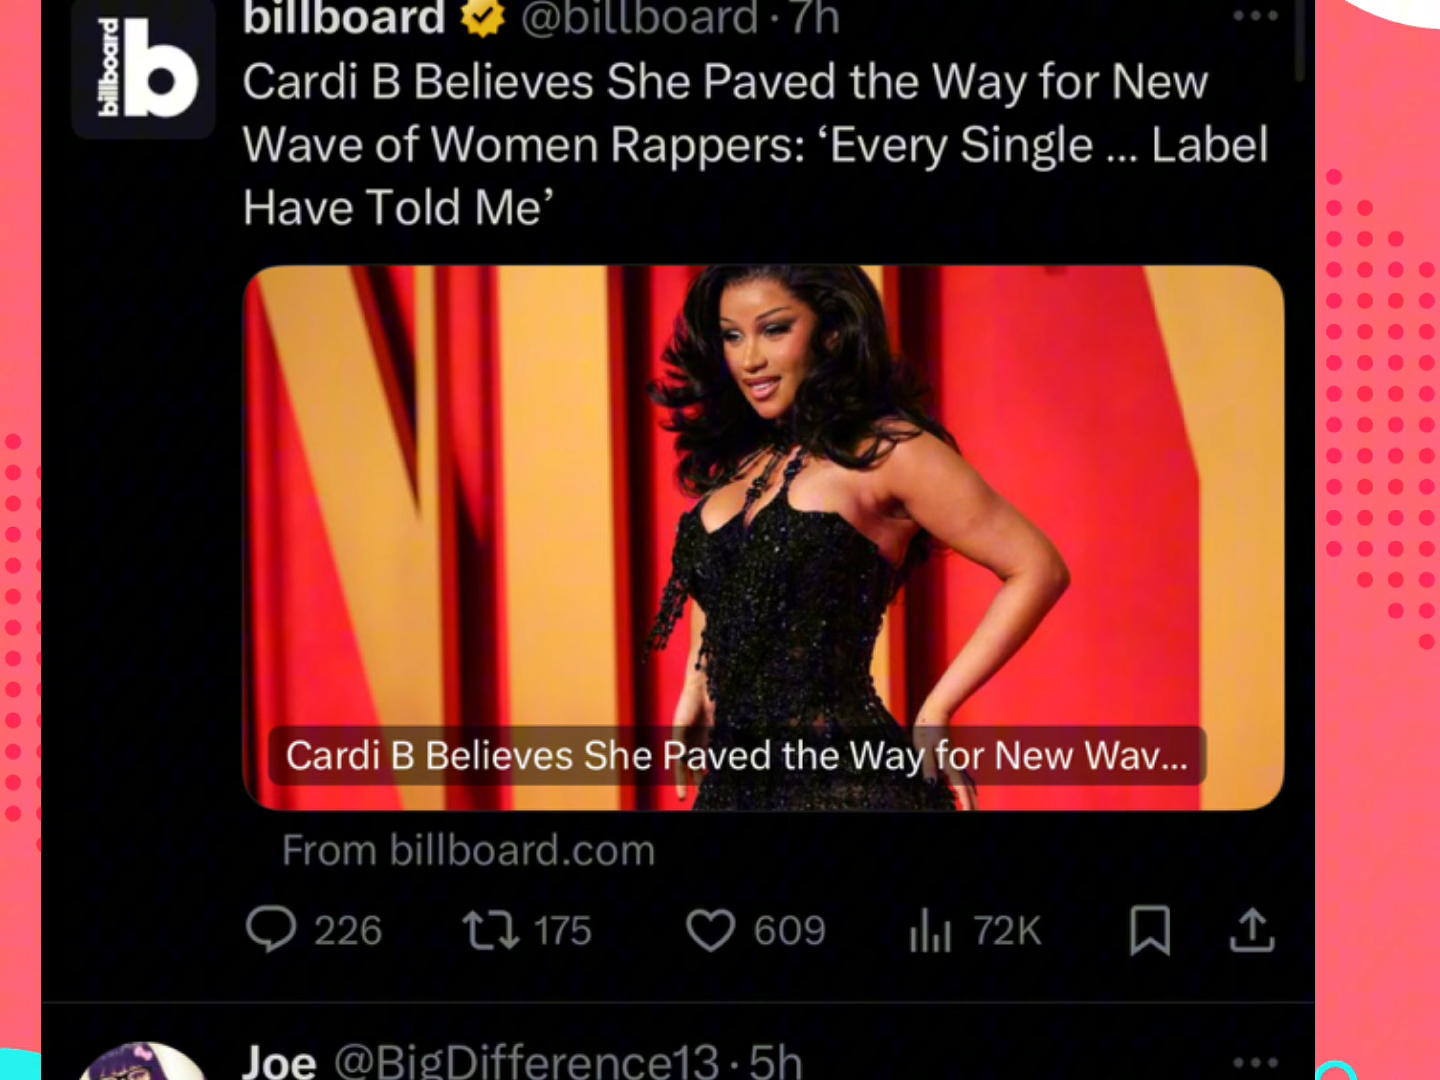 billboard @billboard · 7h
billboard b
Cardi B Believes She Paved the Way for New
Wave of Women Rappers: ‘Every Single ... Label
Have Told Me’
Cardi B Believes She Paved the Way for New Wav...
From billboard.com
226 175 609 72K
Joe @BigDifference13 · 5h